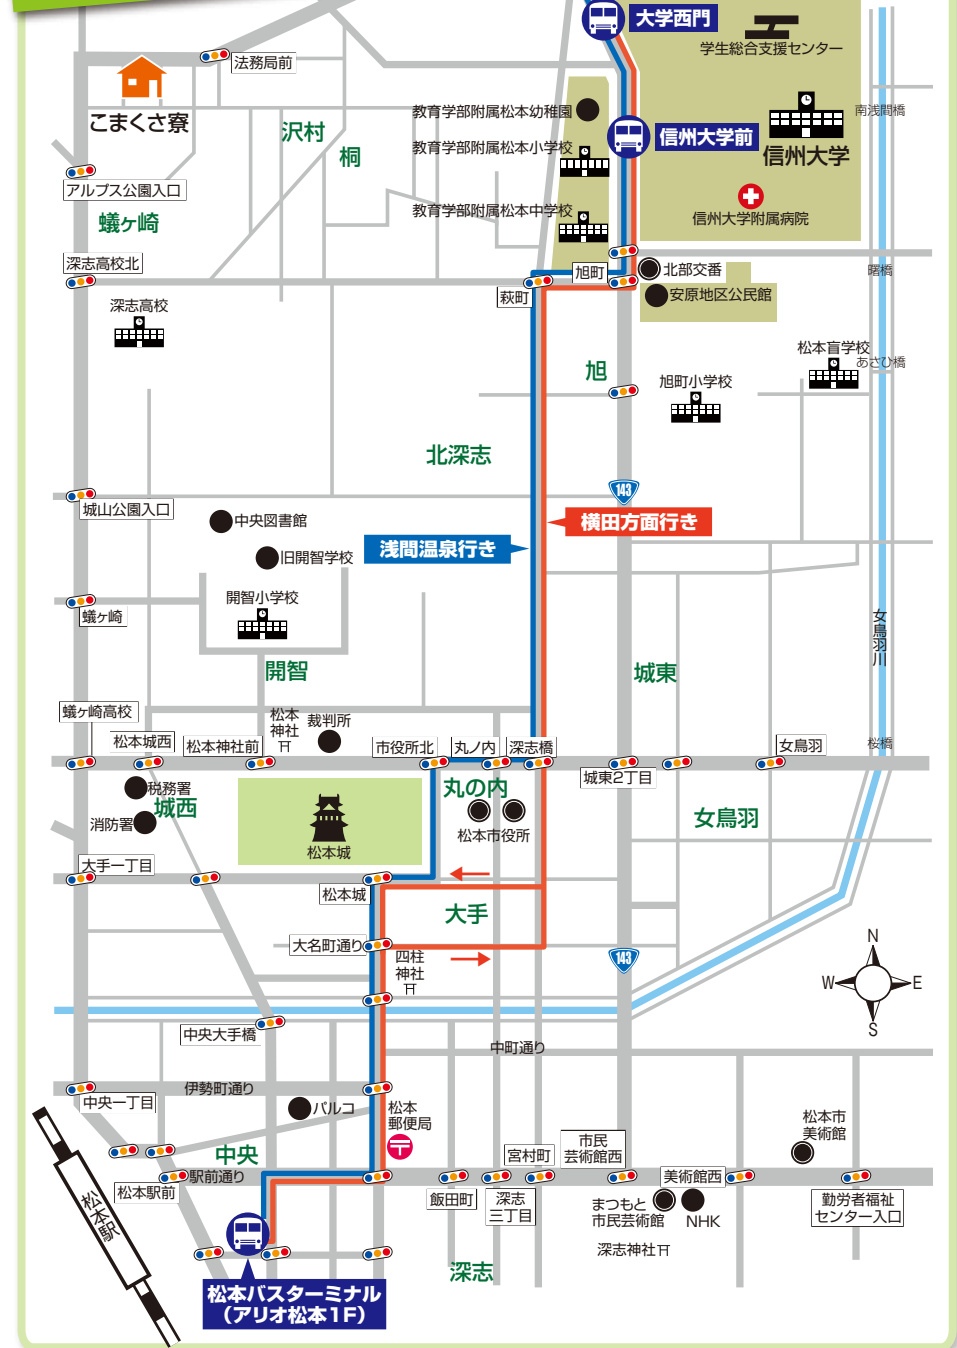 大学西門
学生総合支援センター
法務局前
こまくさ寮
沢村
桐
教育学部附属松本幼稚園
教育学部附属松本小学校
教育学部附属松本中学校
信州大学前
信州大学
南浅間橋
信州大学附属病院
アルプス公園入口
蟻ヶ崎
深志高校北
深志高校
旭町
萩町
北部交番
安原地区公民館
曙橋
松本盲学校
あさひ橋
旭
旭町小学校
北深志
143
城山公園入口
中央図書館
旧開智学校
浅間温泉行き
横田方面行き
蟻ヶ崎
開智小学校
開智
城東
女鳥羽川
蟻ヶ崎高校
松本城西
松本神社前
松本
神社
裁判所
市役所北
丸ノ内
深志橋
城東2丁目
女鳥羽
桜橋
税務署
城西
消防署
松本城
丸の内
松本市役所
女鳥羽
大手一丁目
松本城
大手
大名町通り
四柱
神社
143
N
W
E
S
中央大手橋
中町通り
伊勢町通り
中央一丁目
パルコ
松本
郵便局
中央
駅前通り
松本駅前
松本駅
飯田町
深志
三丁目
宮村町
市民
芸術館西
美術館西
松本市
美術館
まつもと
市民芸術館
NHK
勤労者福祉
センター入口
深志神社
深志
松本バスターミナル
(アリオ松本1F)